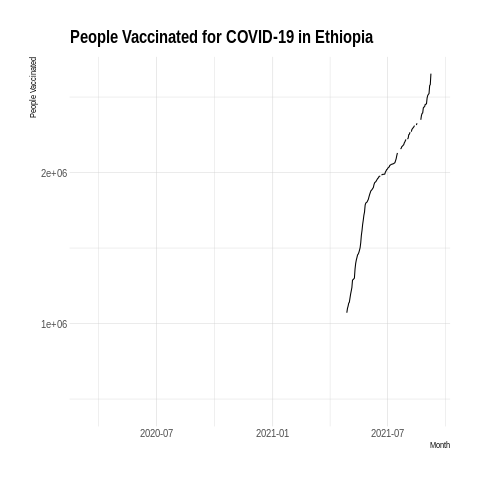 People Vaccinated for COVID-19 in Ethiopia
People Vaccinated
2e+06
1e+06
2020-07
2021-01
2021-07
Month